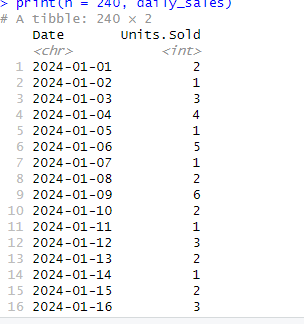 > print(n = 240, daily_sales)
# A tibble: 240 × 2
Date Units.Sold
<chr> <int>
1 2024-01-01 2
2 2024-01-02 1
3 2024-01-03 3
4 2024-01-04 4
5 2024-01-05 1
6 2024-01-06 5
7 2024-01-07 1
8 2024-01-08 2
9 2024-01-09 6
10 2024-01-10 2
11 2024-01-11 1
12 2024-01-12 3
13 2024-01-13 2
14 2024-01-14 1
15 2024-01-15 2
16 2024-01-16 3